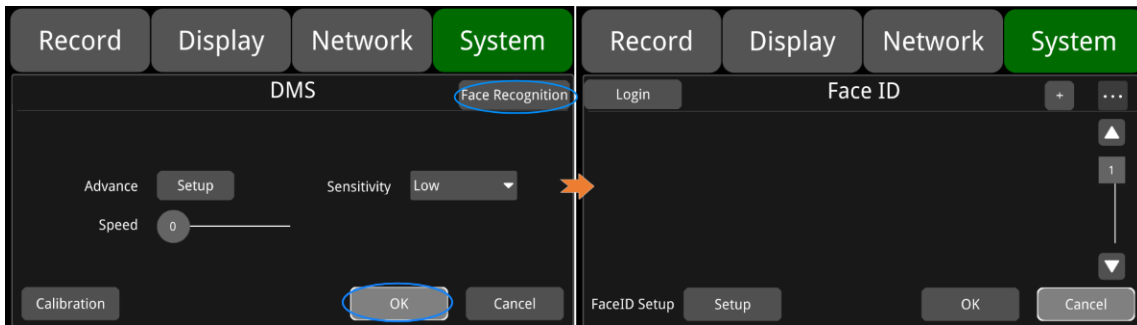 Record Display Network System
DMS Face Recognition
Advance Setup Sensitivity Low
Speed 0
Calibration OK Cancel
Record Display Network System
Login Face ID + ...
1
FaceID Setup Setup OK Cancel